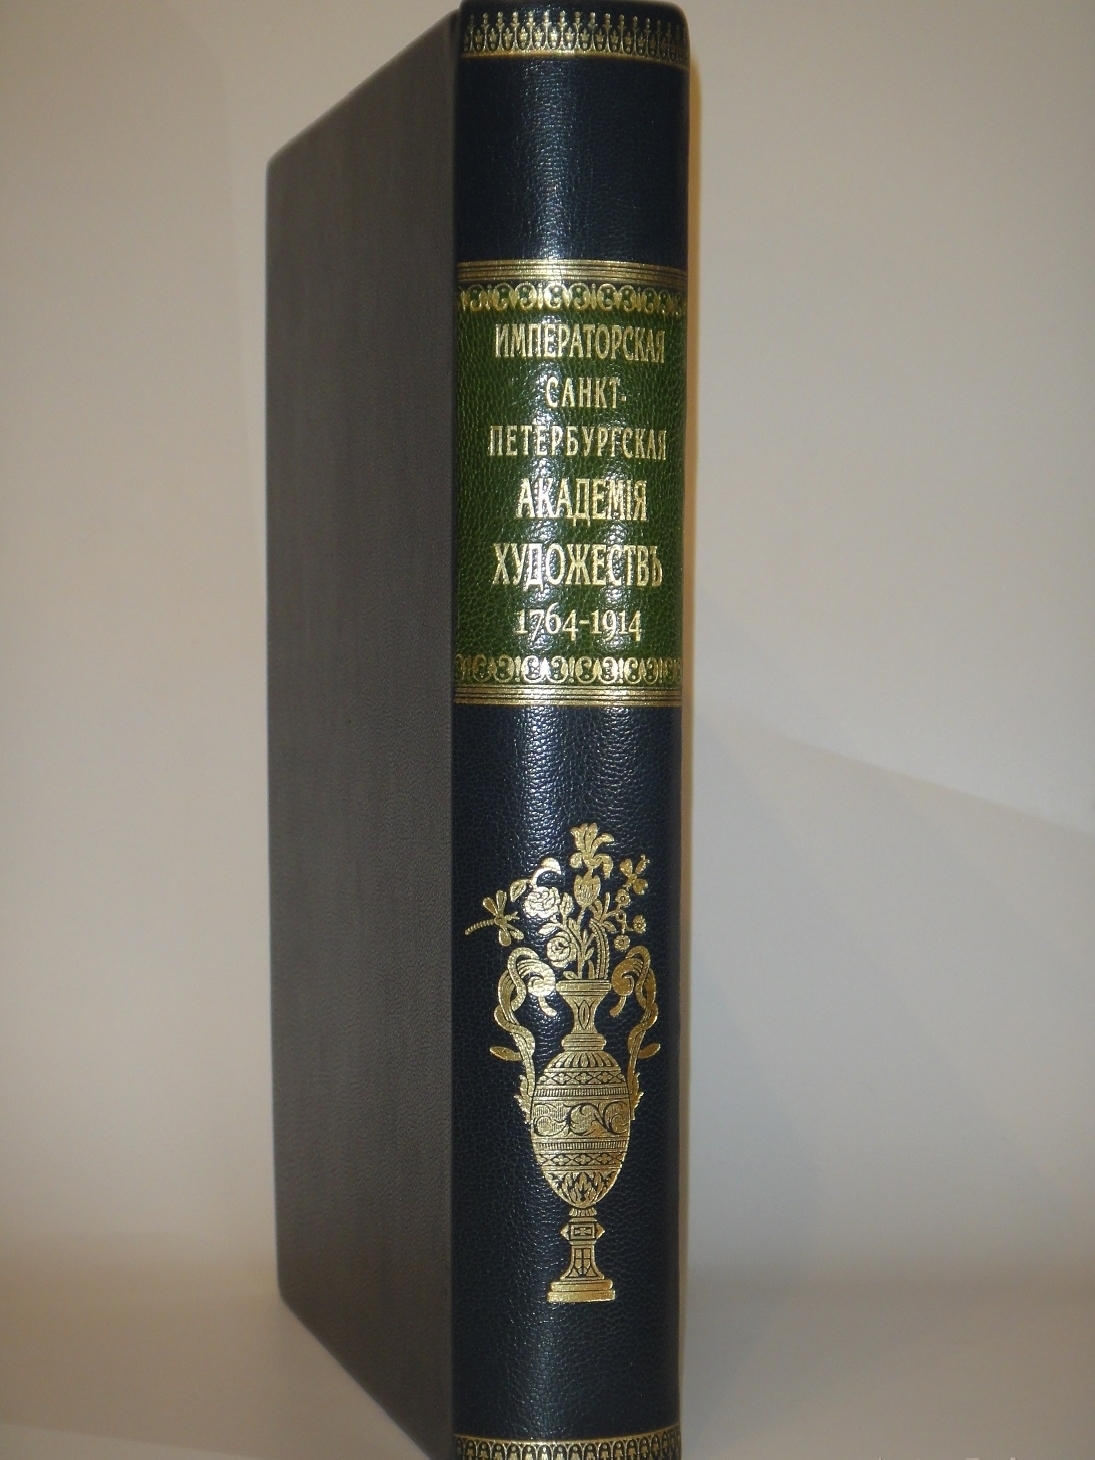 ИМПЕРАТОРСКАЯ
САНКТ-
ПЕТЕРБУРГСКАЯ
АКАДЕМІЯ
ХУДОЖЕСТВЪ
1764-1914